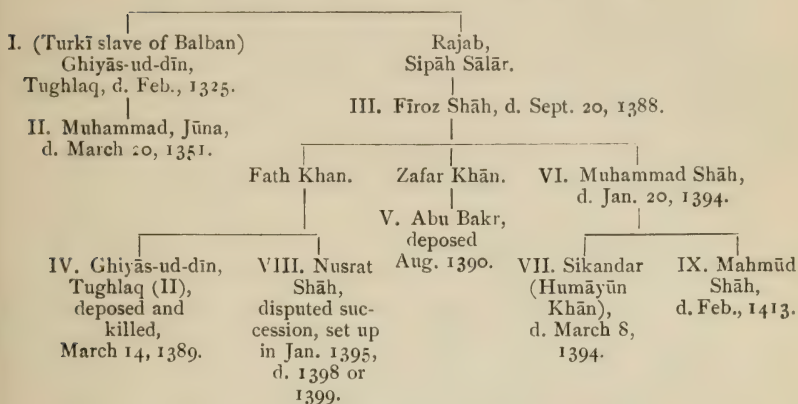 I. (Turkī slave of Balban)
Ghiyās-ud-dīn,
Tughlaq, d. Feb., 1325.
Rajab,
Sipāh Sālār.
II. Muhammad, Jūna,
d. March :0, 1351.
III. Fīroz Shāh, d. Sept. 20, 1388.
Fath Khan.
Zafar Khān.
VI. Muhammad Shāh,
d. Jan. 20, 1394.
V. Abu Bakr,
deposed
Aug. 1390.
IV. Ghiyās-ud-dīn,
Tughlaq (II),
deposed and
killed,
March 14, 1389.
VIII. Nusrat
Shāh,
disputed suc-
cession, set up
in Jan. 1395,
d. 1398 or
1399.
VII. Sikandar
(Humāyūn
Khān),
d. March 8,
1394.
IX. Mahmūd
Shāh,
d. Feb., 1413.